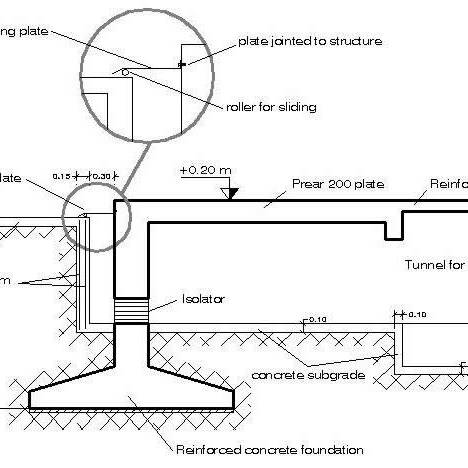 ng plate
plate jointed to structure
roller for sliding
+0.20 m
0.15
0.30
late
Prear 200 plate
Reinfo
Tunnel for
m
Isolator
0.10
0.10
concrete subgrade
Reinforced concrete foundation